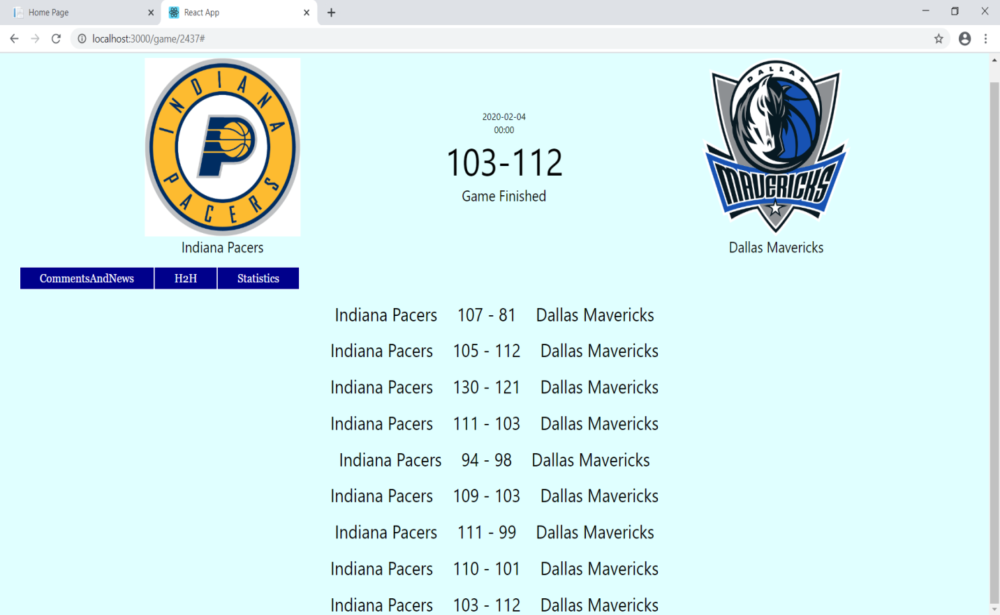 Home Page
React App
localhost:3000/game/2437#
INDIANA
PACERS
2020-02-04
00:00
103-112
Game Finished
DALLAS
MAVERICKS
Indiana Pacers
Dallas Mavericks
CommentsAndNews H2H Statistics
Indiana Pacers 107 - 81 Dallas Mavericks
Indiana Pacers 105 - 112 Dallas Mavericks
Indiana Pacers 130 - 121 Dallas Mavericks
Indiana Pacers 111 - 103 Dallas Mavericks
Indiana Pacers 94 - 98 Dallas Mavericks
Indiana Pacers 109 - 103 Dallas Mavericks
Indiana Pacers 111 - 99 Dallas Mavericks
Indiana Pacers 110 - 101 Dallas Mavericks
Indiana Pacers 103 - 112 Dallas Mavericks